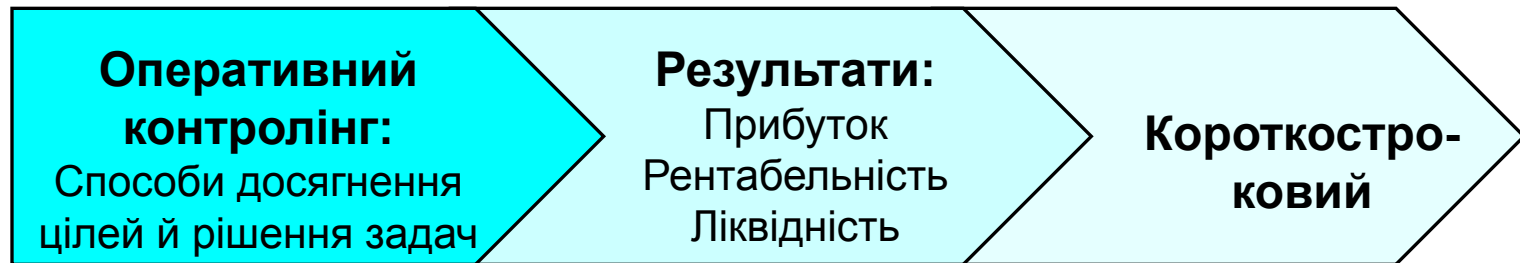 Оперативний
контролінг:
Способи досягнення
цілей й рішення задач
Результати:
Прибуток
Рентабельність
Ліквідність
Короткостро-
ковий